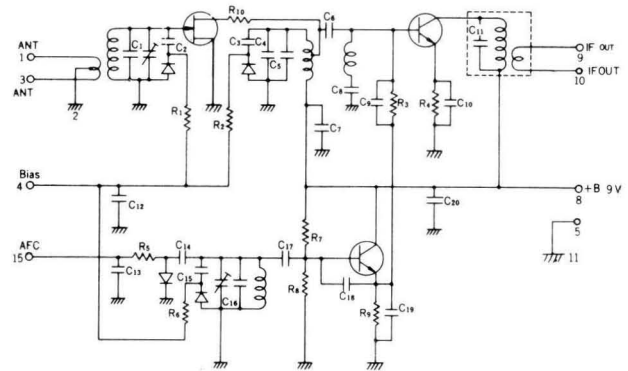 R10
C6
ANT
1
3
ANT
2
C1
C2
C3
C4
C5
C11
IF OUT
9
10
IFOUT
R1
R2
C7
C8
C9
R3
R4
C10
Bias
4
C12
C20
+B 9V
8
5
11
AFC
15
C13
R5
C14
C15
C16
R6
C17
R7
R8
C18
R9
C19